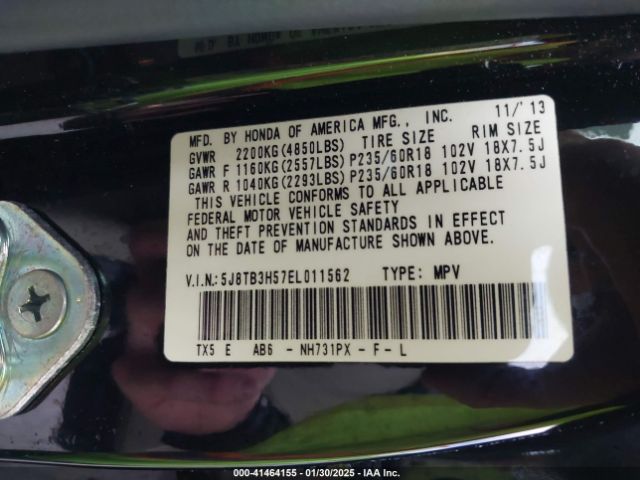 MFD. BY HONDA OF AMERICA MFG., INC. 11/'13
GVWR 2200KG(4850LBS) TIRE SIZE RIM SIZE
GAWR F 1160KG(2557LBS) P235/60R18 102V 18X7.5J
GAWR R 1040KG(2293LBS) P235/60R18 102V 18X7.5J
THIS VEHICLE CONFORMS TO ALL APPLICABLE
FEDERAL MOTOR VEHICLE SAFETY
AND THEFT PREVENTION STANDARDS IN EFFECT
ON THE DATE OF MANUFACTURE SHOWN ABOVE.
V.I.N.:5J8TB3H57EL011562 TYPE: MPV
TX5 E AB6 - NH731PX - F - L
000-41464155 - 01/30/2025 - IAA Inc.